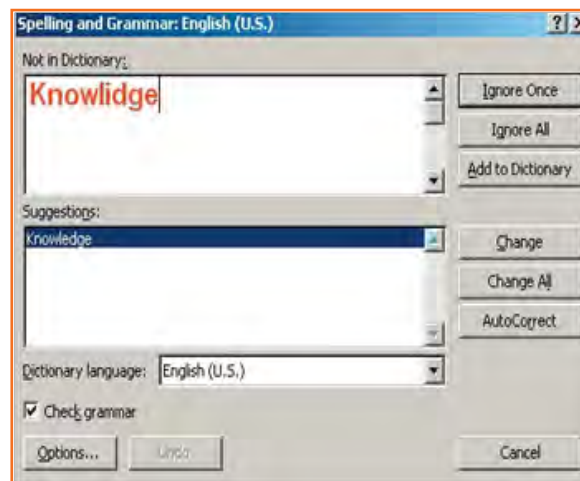 Spelling and Grammar: English (U.S.)
Not in Dictionary:
Knowlidge
Ignore Once
Ignore All
Add to Dictionary
Suggestions:
Knowledge
Change
Change All
AutoCorrect
Dictionary language: English (U.S.)
Check grammar
Options... Undo Cancel